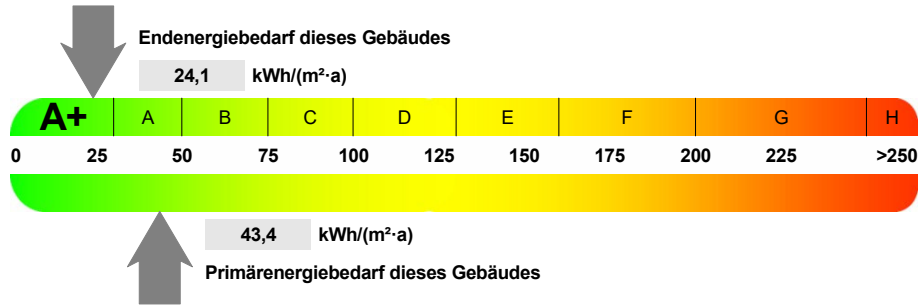 Endenergiebedarf dieses Gebäudes
24,1 kWh/(m²·a)
A+ A B C D E F G H
0 25 50 75 100 125 150 175 200 225 >250
43,4 kWh/(m²·a)
Primärenergiebedarf dieses Gebäudes